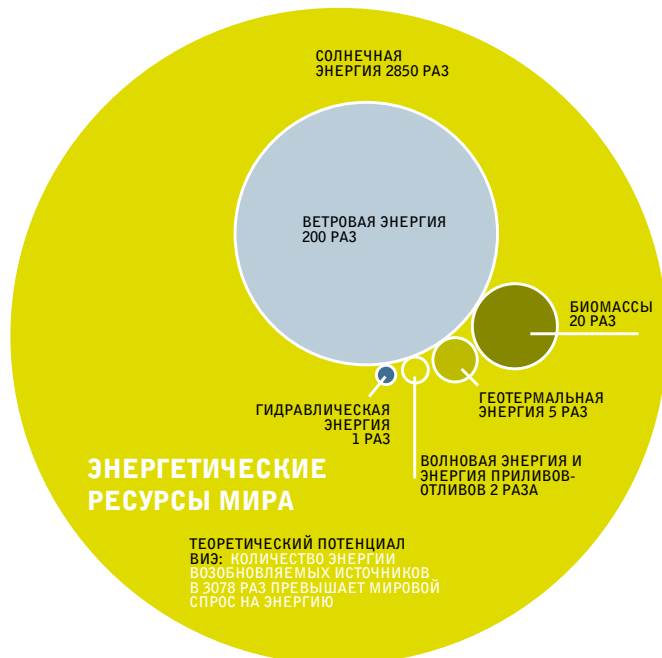 СОЛНЕЧНАЯ
ЭНЕРГИЯ 2850 РАЗ
ВЕТРОВАЯ ЭНЕРГИЯ
200 РАЗ
БИОМАССЫ
20 РАЗ
ГЕОТЕРМАЛЬНАЯ
ЭНЕРГИЯ 5 РАЗ
ГИДРАВЛИЧЕСКАЯ
ЭНЕРГИЯ
1 РАЗ
ВОЛНОВАЯ ЭНЕРГИЯ И
ЭНЕРГИЯ ПРИЛИВОВ-
ОТЛИВОВ 2 РАЗА
ЭНЕРГЕТИЧЕСКИЕ
РЕСУРСЫ МИРА
ТЕОРЕТИЧЕСКИЙ ПОТЕНЦИАЛ
ВИЭ: КОЛИЧЕСТВО ЭНЕРГИИ
ВОЗОБНОВЛЯЕМЫХ ИСТОЧНИКОВ
В 3078 РАЗ ПРЕВЫШАЕТ МИРОВОЙ
СПРОС НА ЭНЕРГИЮ